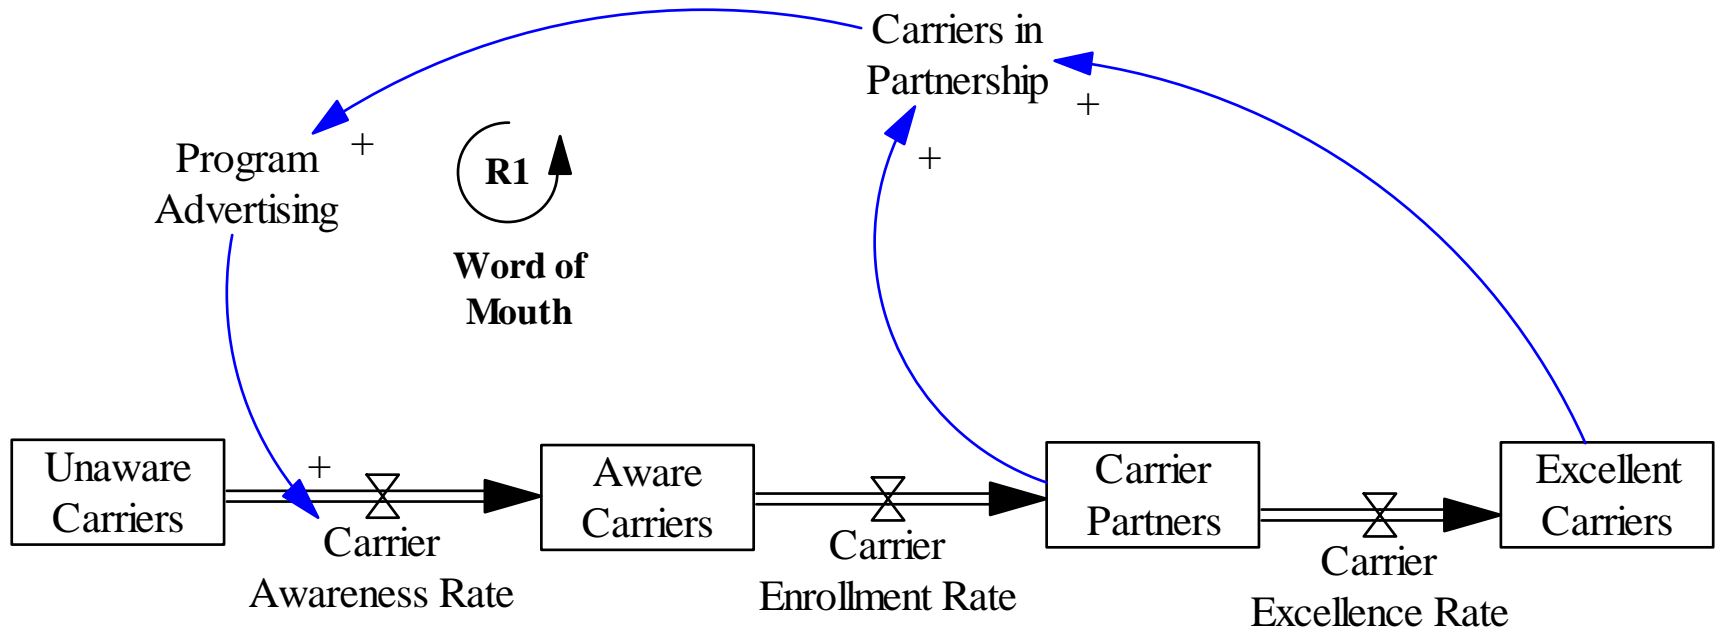 Carriers in
Partnership
+
+
Program
Advertising
+
R1
Word of
Mouth
+
Unaware
Carriers
Carrier
Awareness Rate
Aware
Carriers
Carrier
Enrollment Rate
Carrier
Partners
Carrier
Excellence Rate
Excellent
Carriers